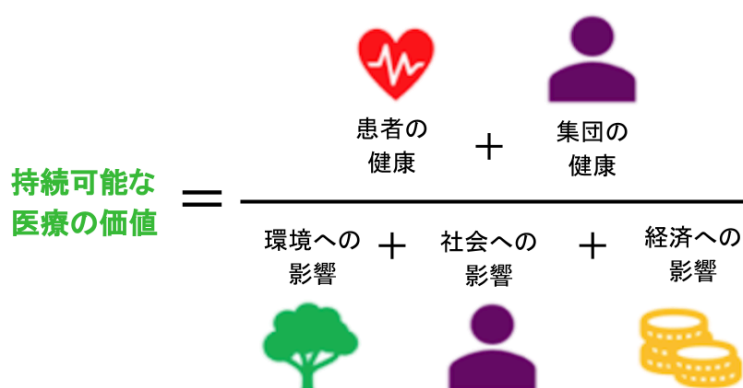 患者の
健康
+
集団の
健康
持続可能な
医療の価値
=
環境への
影響
+
社会への
影響
+
経済への
影響